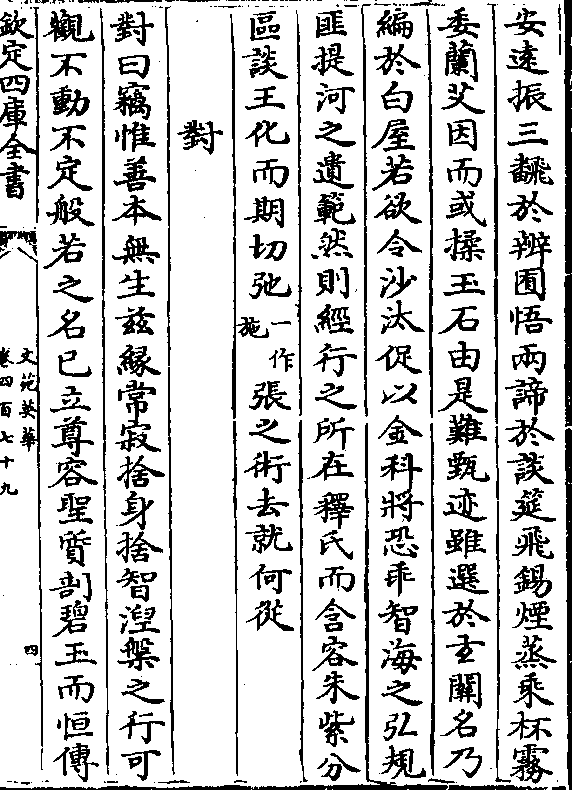 安遠振三翻於辨囿悟兩諦於談筵飛錫煙蒸乘杯霧
委蘭艾因而或揉玉石由是難甄迹雖選於玄關名乃
編於白屋若欲令沙汰促以金科將恐乖智海之弘規
匪提河之遺範然則經行之所在釋氏而含容朱紫分
區談王化而期切弛一作施張之術去就何從
對
對曰竊惟善本無生兹緣常寂捨身捨智湼槃之行可
觀不動不定般若之名已立尊容聖質剖碧玉而恒傳
欽定四庫全書
文苑英華
卷四百七十九
四